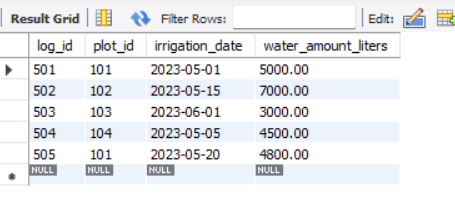 Result Grid Filter Rows: Edit:
log_id plot_id irrigation_date water_amount_liters
501 101 2023-05-01 5000.00
502 102 2023-05-15 7000.00
503 103 2023-06-01 3000.00
504 104 2023-05-05 4500.00
505 101 2023-05-20 4800.00
NULL NULL NULL NULL